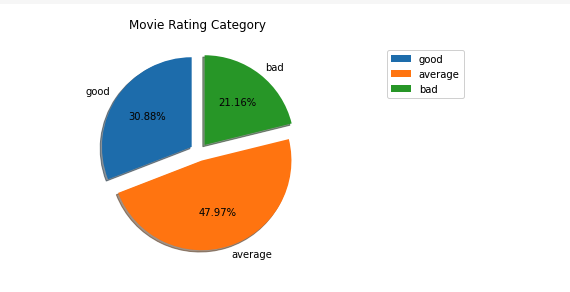 Movie Rating Category
good
bad
30.88%
21.16%
47.97%
average
good
average
bad